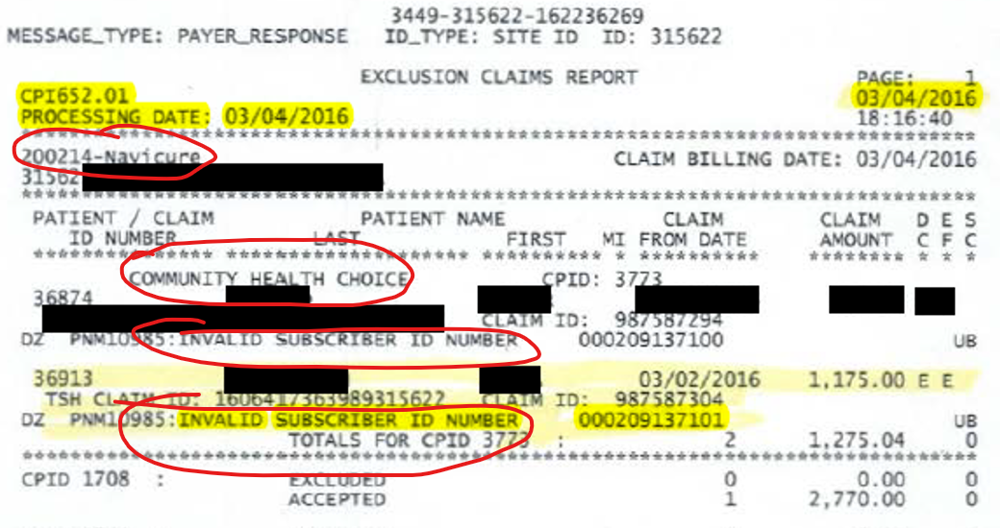 3449-315622-162236269
MESSAGE_TYPE: PAYER_RESPONSE ID_TYPE: SITE ID ID: 315622
EXCLUSION CLAIMS REPORT PAGE: 1
CPI652.01 03/04/2016
PROCESSING DATE: 03/04/2016 18:16:40
200214-Navicure CLAIM BILLING DATE: 03/04/2016
31562
PATIENT / CLAIM PATIENT NAME CLAIM CLAIM D E S
ID NUMBER LAST FIRST MI FROM DATE AMOUNT C F C
COMMUNITY HEALTH CHOICE CPID: 3773
36874
CLAIM ID: 987587294
DZ PNM10985:INVALID SUBSCRIBER ID NUMBER 000209137100 UB
36913 03/02/2016 1,175.00 E E
TSH CLAIM ID: 1606417363989315622 CLAIM ID: 987587304
DZ PNM10985:INVALID SUBSCRIBER ID NUMBER 000209137101 UB
TOTALS FOR CPID 3773 : 2 1,275.04 0
CPID 1708 : EXCLUDED 0 0.00 0
ACCEPTED 1 2,770.00 0